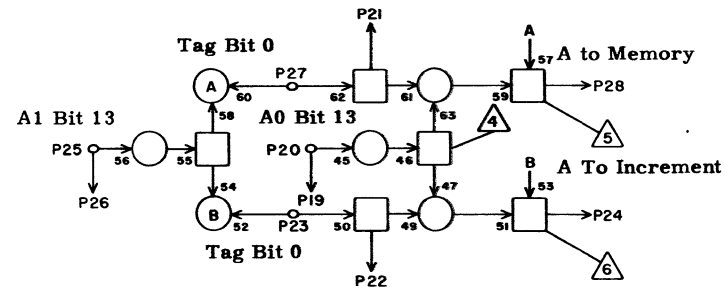 P21
Tag Bit 0
A
57
A to Memory
P27
A
60
62
61
59
P28
58
63
4
5
A1 Bit 13
A0 Bit 13
P25
56
55
P20
45
46
A To Increment
54
47
B
53
P26
P19
B
52
P23
50
49
51
P24
Tag Bit 0
P22
6